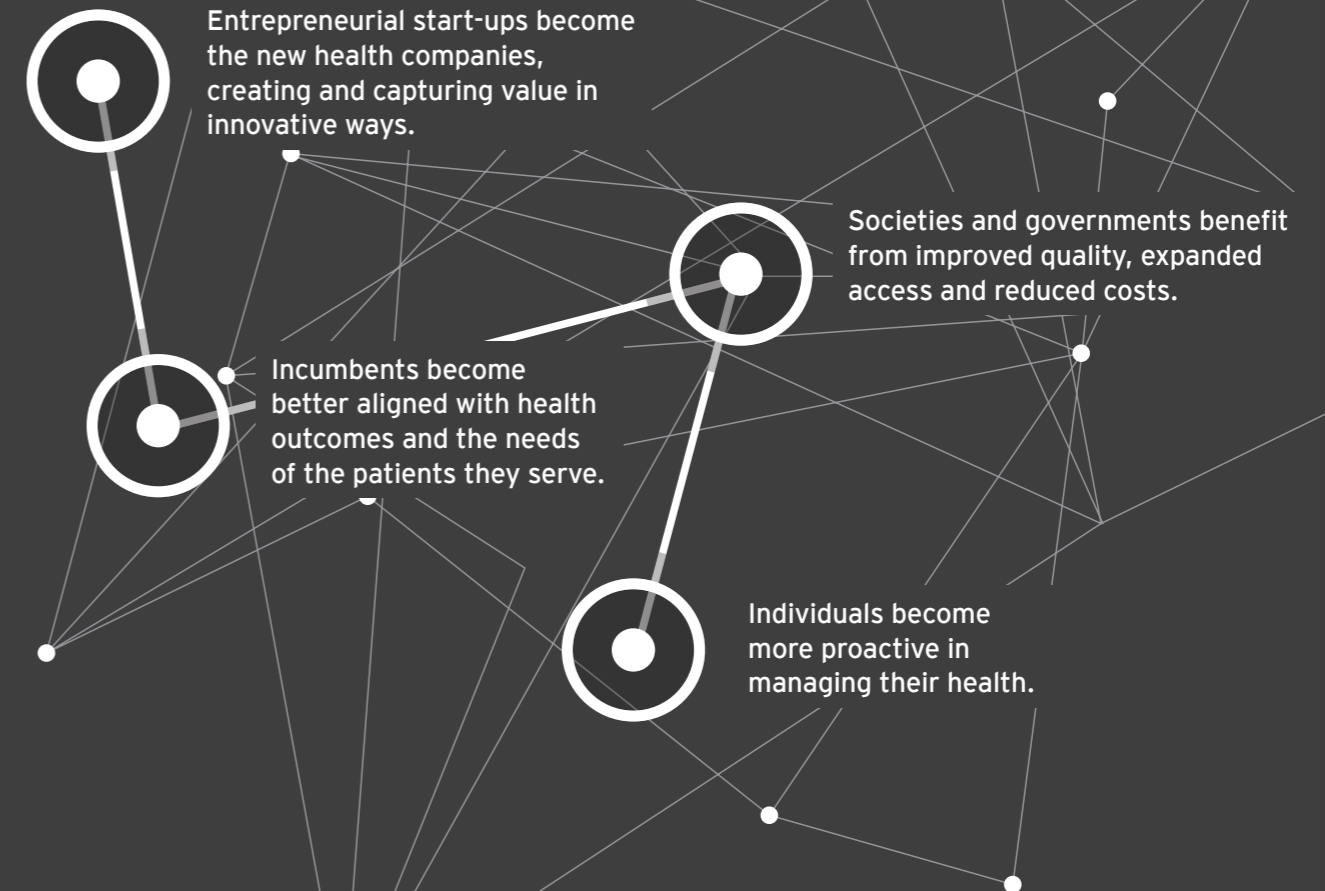 Entrepreneurial start-ups become
the new health companies,
creating and capturing value in
innovative ways.
Societies and governments benefit
from improved quality, expanded
access and reduced costs.
Incumbents become
better aligned with health
outcomes and the needs
of the patients they serve.
Individuals become
more proactive in
managing their health.